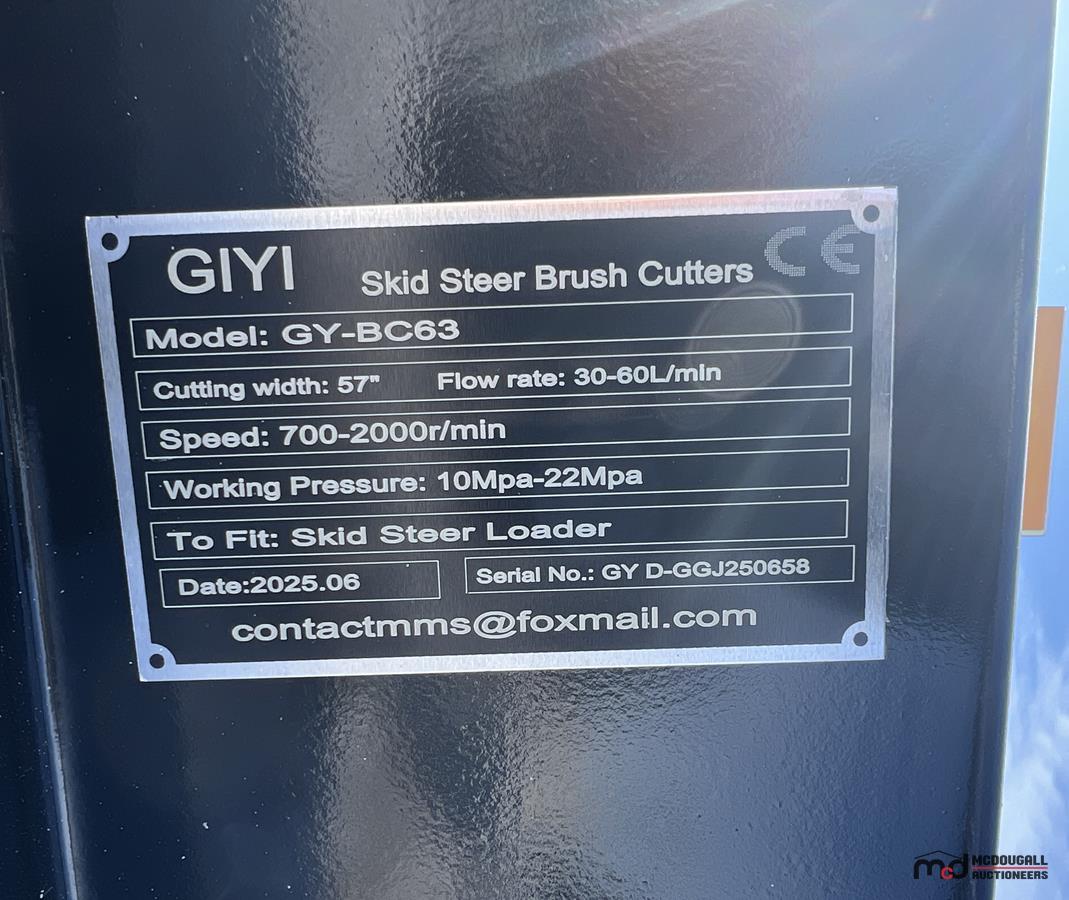 GIYI Skid Steer Brush Cutters CE
Model: GY-BC63
Cutting width: 57" Flow rate: 30-60L/min
Speed: 700-2000r/min
Working Pressure: 10Mpa-22Mpa
To Fit: Skid Steer Loader
Date:2025.06 Serial No.: GY D-GGJ250658
contactmms@foxmail.com
mcd MCDOUGALL
AUCTIONEERS